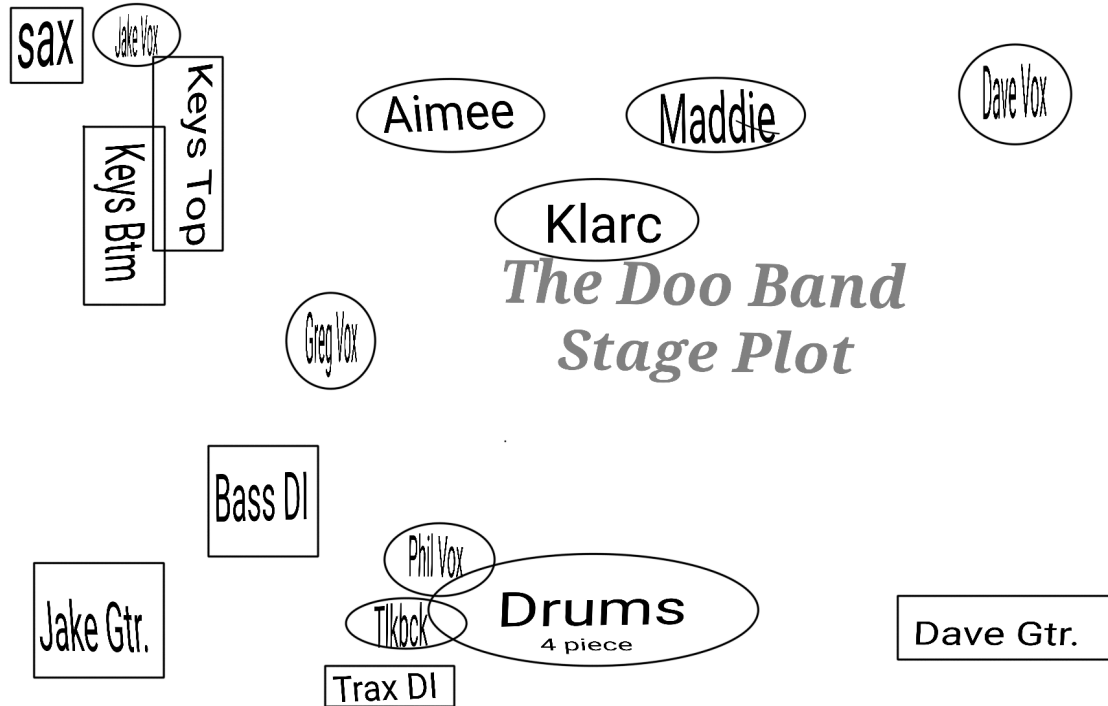 sax
Jake Vox
Keys Top
Keys Btm
Aimee
Maddie
Dave Vox
Klarc
The Doo Band
Stage Plot
Greg Vox
Bass DI
Phil Vox
Jake Gtr.
Tlkbck
Drums
4 piece
Dave Gtr.
Trax DI